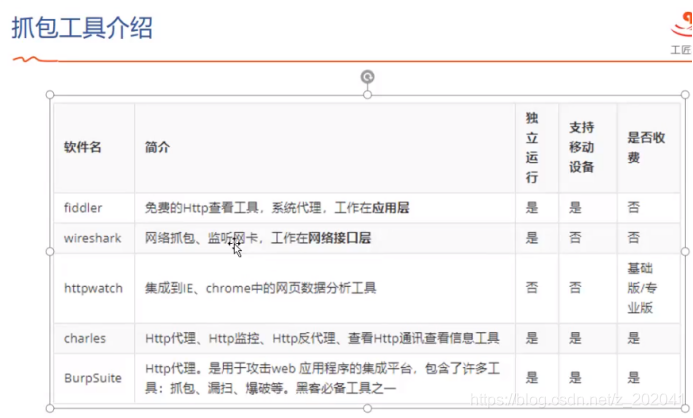 抓包工具介绍
工匠
软件名 简介 独立运行 支持移动设备 是否收费
fiddler 免费的Http查看工具，系统代理，工作在应用层 是 是 否
wireshark 网络抓包、监听网卡，工作在网络接口层 是 否 否
httpwatch 集成到IE、chrome中的网页数据分析工具 否 否 基础版/专业版
charles Http代理、Http监控、Http反代理、查看Http通讯查看信息工具 是 是 是
BurpSuite Http代理。是用于攻击web 应用程序的集成平台，包含了许多工具：抓包、漏扫、爆破等。黑客必备工具之一 是 是 是
https://blog.csdn.net/z_202041